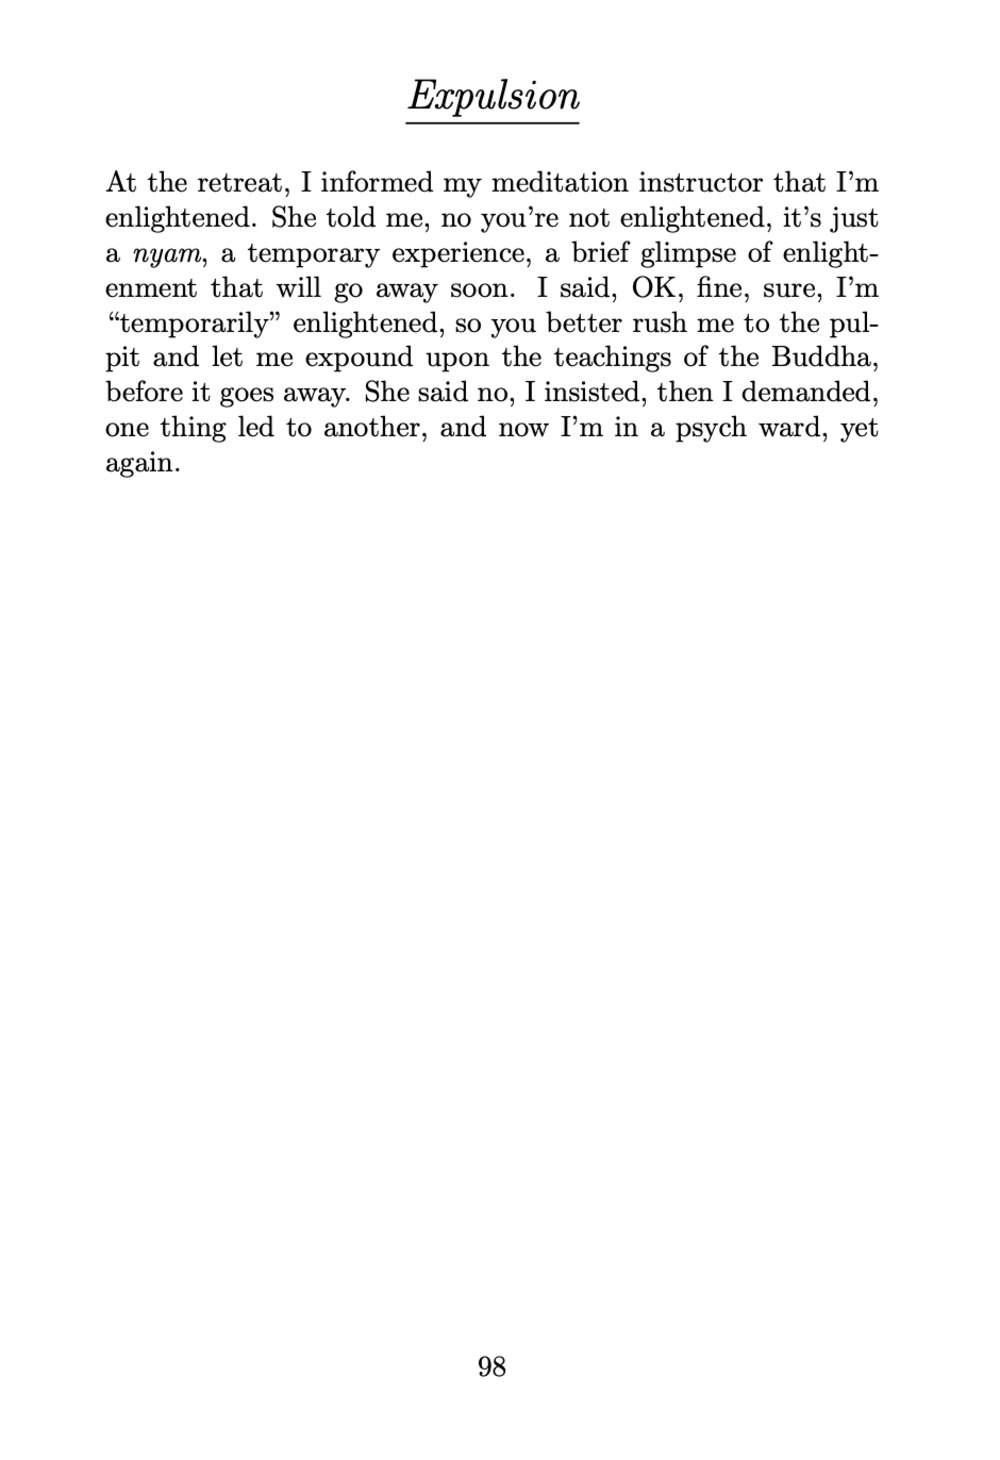 Expulsion
At the retreat, I informed my meditation instructor that I’m
enlightened. She told me, no you’re not enlightened, it’s just
a nyam, a temporary experience, a brief glimpse of enlight-
enment that will go away soon. I said, OK, fine, sure, I’m
“temporarily” enlightened, so you better rush me to the pul-
pit and let me expound upon the teachings of the Buddha,
before it goes away. She said no, I insisted, then I demanded,
one thing led to another, and now I’m in a psych ward, yet
again.
98